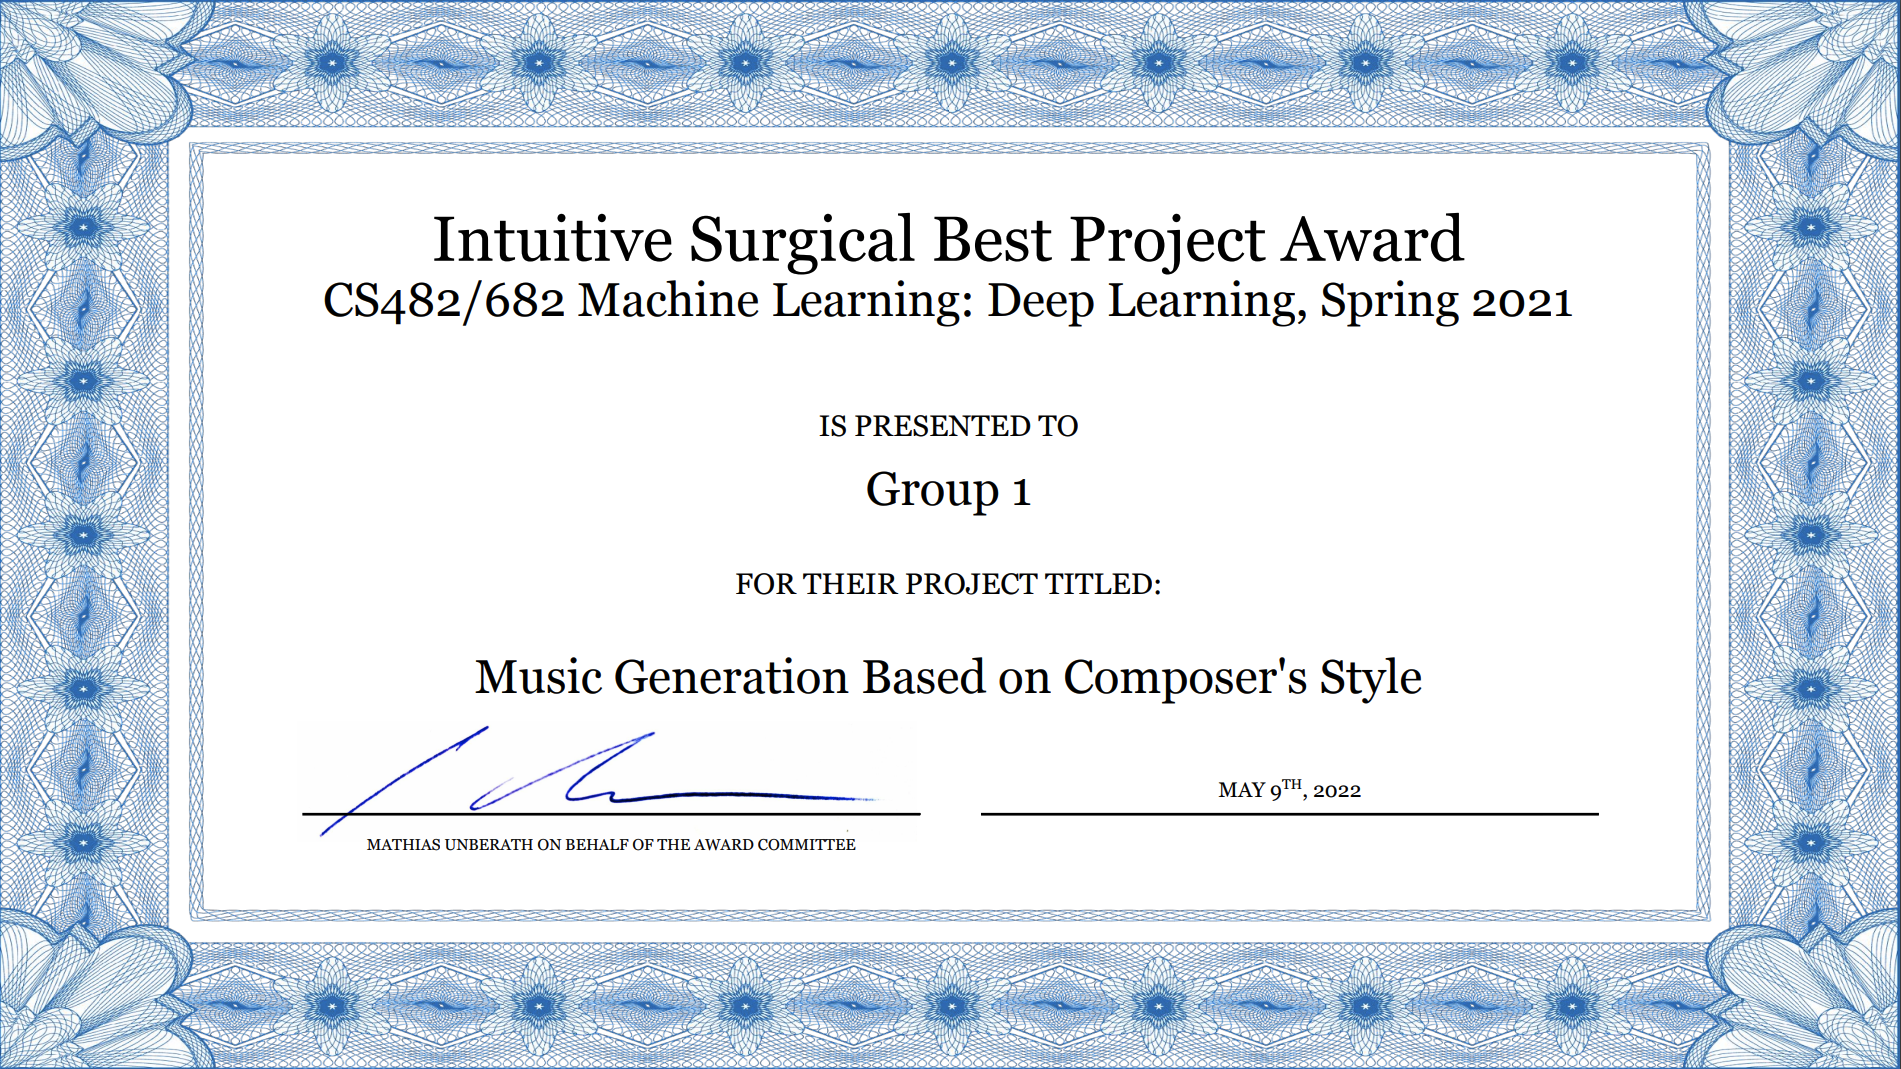 Intuitive Surgical Best Project Award
CS482/682 Machine Learning: Deep Learning, Spring 2021
IS PRESENTED TO
Group 1
FOR THEIR PROJECT TITLED:
Music Generation Based on Composer's Style
MAY 9TH, 2022
MATHIAS UNBERATH ON BEHALF OF THE AWARD COMMITTEE